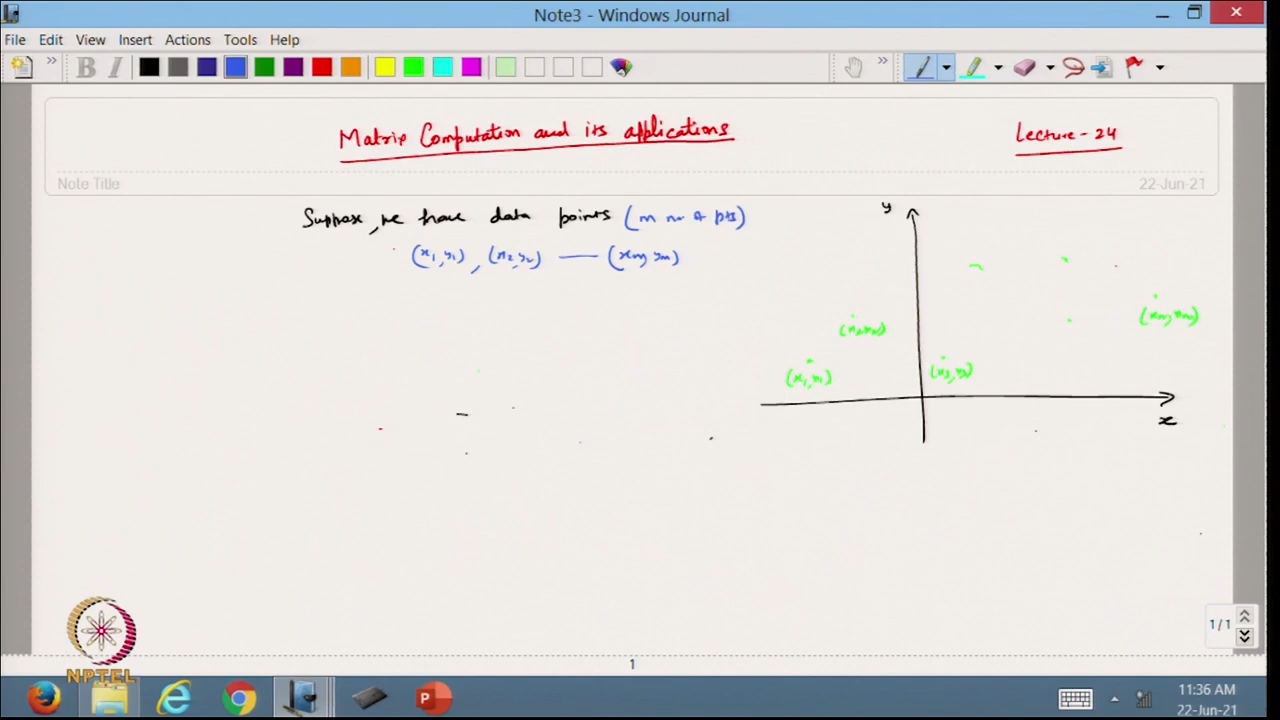 Note3 - Windows Journal
File Edit View Insert Actions Tools Help
B I
Matrix Computation and its applications
Lecture-24
Note Title
22-Jun-21
Suppose, we have data points (m no of pts)
(x1,y1), (x2,y2) — (xm,ym)
y
(x1,y1)
(x3,y3)
x
1 / 1
NPTEL
1
11:36 AM
22-Jun-21